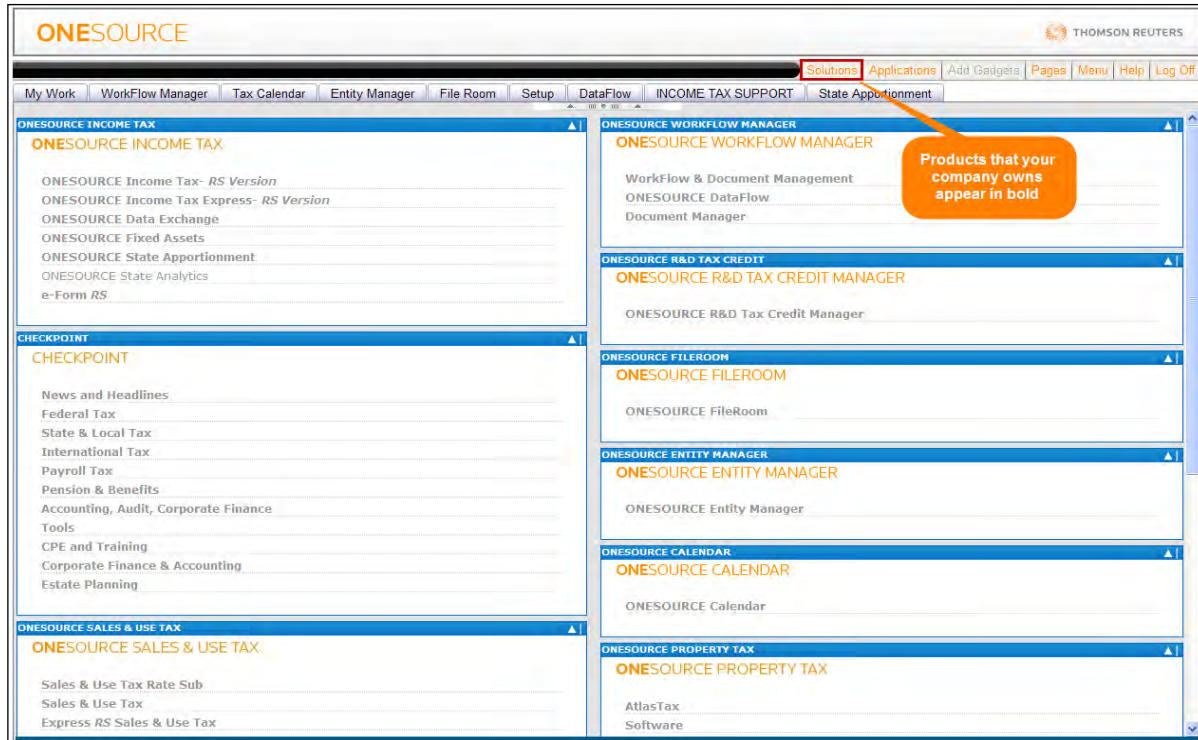 ONESOURCE
THOMSON REUTERS
Solutions Applications Add Gadgets Pages Menu Help Log Off
My Work WorkFlow Manager Tax Calendar Entity Manager File Room Setup DataFlow INCOME TAX SUPPORT State Apportionment
ONESOURCE INCOME TAX
ONESOURCE INCOME TAX
ONESOURCE Income Tax- RS Version
ONESOURCE Income Tax Express- RS Version
ONESOURCE Data Exchange
ONESOURCE Fixed Assets
ONESOURCE State Apportionment
ONESOURCE State Analytics
e-Form RS
CHECKPOINT
CHECKPOINT
News and Headlines
Federal Tax
State & Local Tax
International Tax
Payroll Tax
Pension & Benefits
Accounting, Audit, Corporate Finance
Tools
CPE and Training
Corporate Finance & Accounting
Estate Planning
ONESOURCE SALES & USE TAX
ONESOURCE SALES & USE TAX
Sales & Use Tax Rate Sub
Sales & Use Tax
Express RS Sales & Use Tax
ONESOURCE WORKFLOW MANAGER
ONESOURCE WORKFLOW MANAGER
WorkFlow & Document Management
ONESOURCE DataFlow
Document Manager
Products that your
company owns
appear in bold
ONESOURCE R&D TAX CREDIT
ONESOURCE R&D TAX CREDIT MANAGER
ONESOURCE R&D Tax Credit Manager
ONESOURCE FILEROOM
ONESOURCE FILEROOM
ONESOURCE FileRoom
ONESOURCE ENTITY MANAGER
ONESOURCE ENTITY MANAGER
ONESOURCE Entity Manager
ONESOURCE CALENDAR
ONESOURCE CALENDAR
ONESOURCE Calendar
ONESOURCE PROPERTY TAX
ONESOURCE PROPERTY TAX
AtlasTax
Software